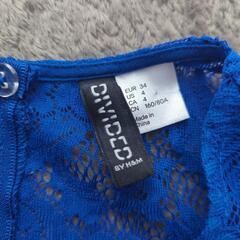 DIVIDED
BY H&M
EUR 34
US 4
CA 4
CN 160/80A
Made in
China